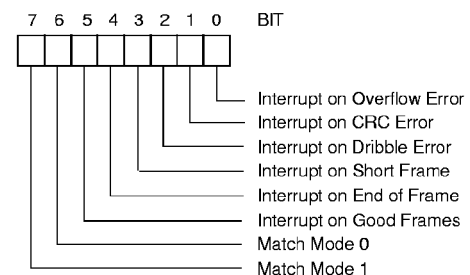 7 6 5 4 3 2 1 0 BIT
Interrupt on Overflow Error
Interrupt on CRC Error
Interrupt on Dribble Error
Interrupt on Short Frame
Interrupt on End of Frame
Interrupt on Good Frames
Match Mode 0
Match Mode 1